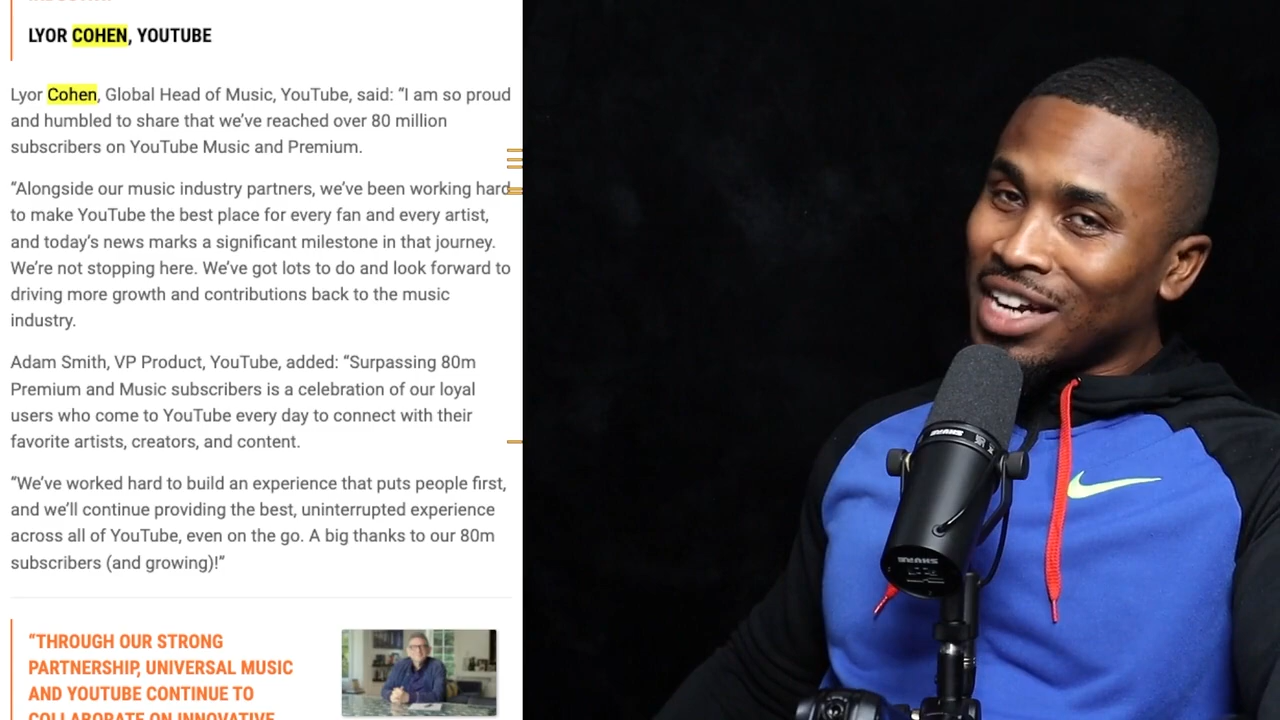 LYOR COHEN, YOUTUBE
Lyor Cohen, Global Head of Music, YouTube, said: “I am so proud
and humbled to share that we’ve reached over 80 million
subscribers on YouTube Music and Premium.
“Alongside our music industry partners, we’ve been working hard
to make YouTube the best place for every fan and every artist,
and today’s news marks a significant milestone in that journey.
We’re not stopping here. We’ve got lots to do and look forward to
driving more growth and contributions back to the music
industry.
Adam Smith, VP Product, YouTube, added: “Surpassing 80m
Premium and Music subscribers is a celebration of our loyal
users who come to YouTube every day to connect with their
favorite artists, creators, and content.
“We’ve worked hard to build an experience that puts people first,
and we’ll continue providing the best, uninterrupted experience
across all of YouTube, even on the go. A big thanks to our 80m
subscribers (and growing)!”
“THROUGH OUR STRONG
PARTNERSHIP, UNIVERSAL MUSIC
AND YOUTUBE CONTINUE TO
COLLABORATE ON INNOVATIVE
SHURE